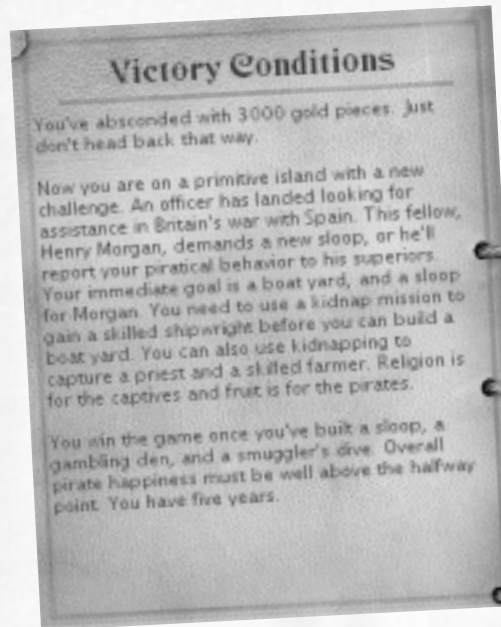 Victory Conditions
You've absconded with 3000 gold pieces. Just
don't head back that way.
Now you are on a primitive island with a new
challenge. An officer has landed looking for
assistance in Britain's war with Spain. This fellow,
Henry Morgan, demands a new sloop, or he'll
report your piratical behavior to his superiors.
Your immediate goal is a boat yard, and a sloop
for Morgan. You need to use a kidnap mission to
gain a skilled shipwright before you can build a
boat yard. You can also use kidnapping to
capture a priest and a skilled farmer. Religion is
for the captives and fruit is for the pirates.
You win the game once you've built a sloop, a
gambling den, and a smuggler's dive. Overall
pirate happiness must be well above the halfway
point. You have five years.